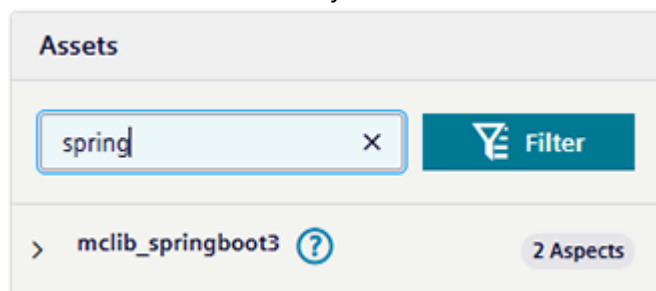 Assets
spring
Filter
mclib_springboot3
2 Aspects